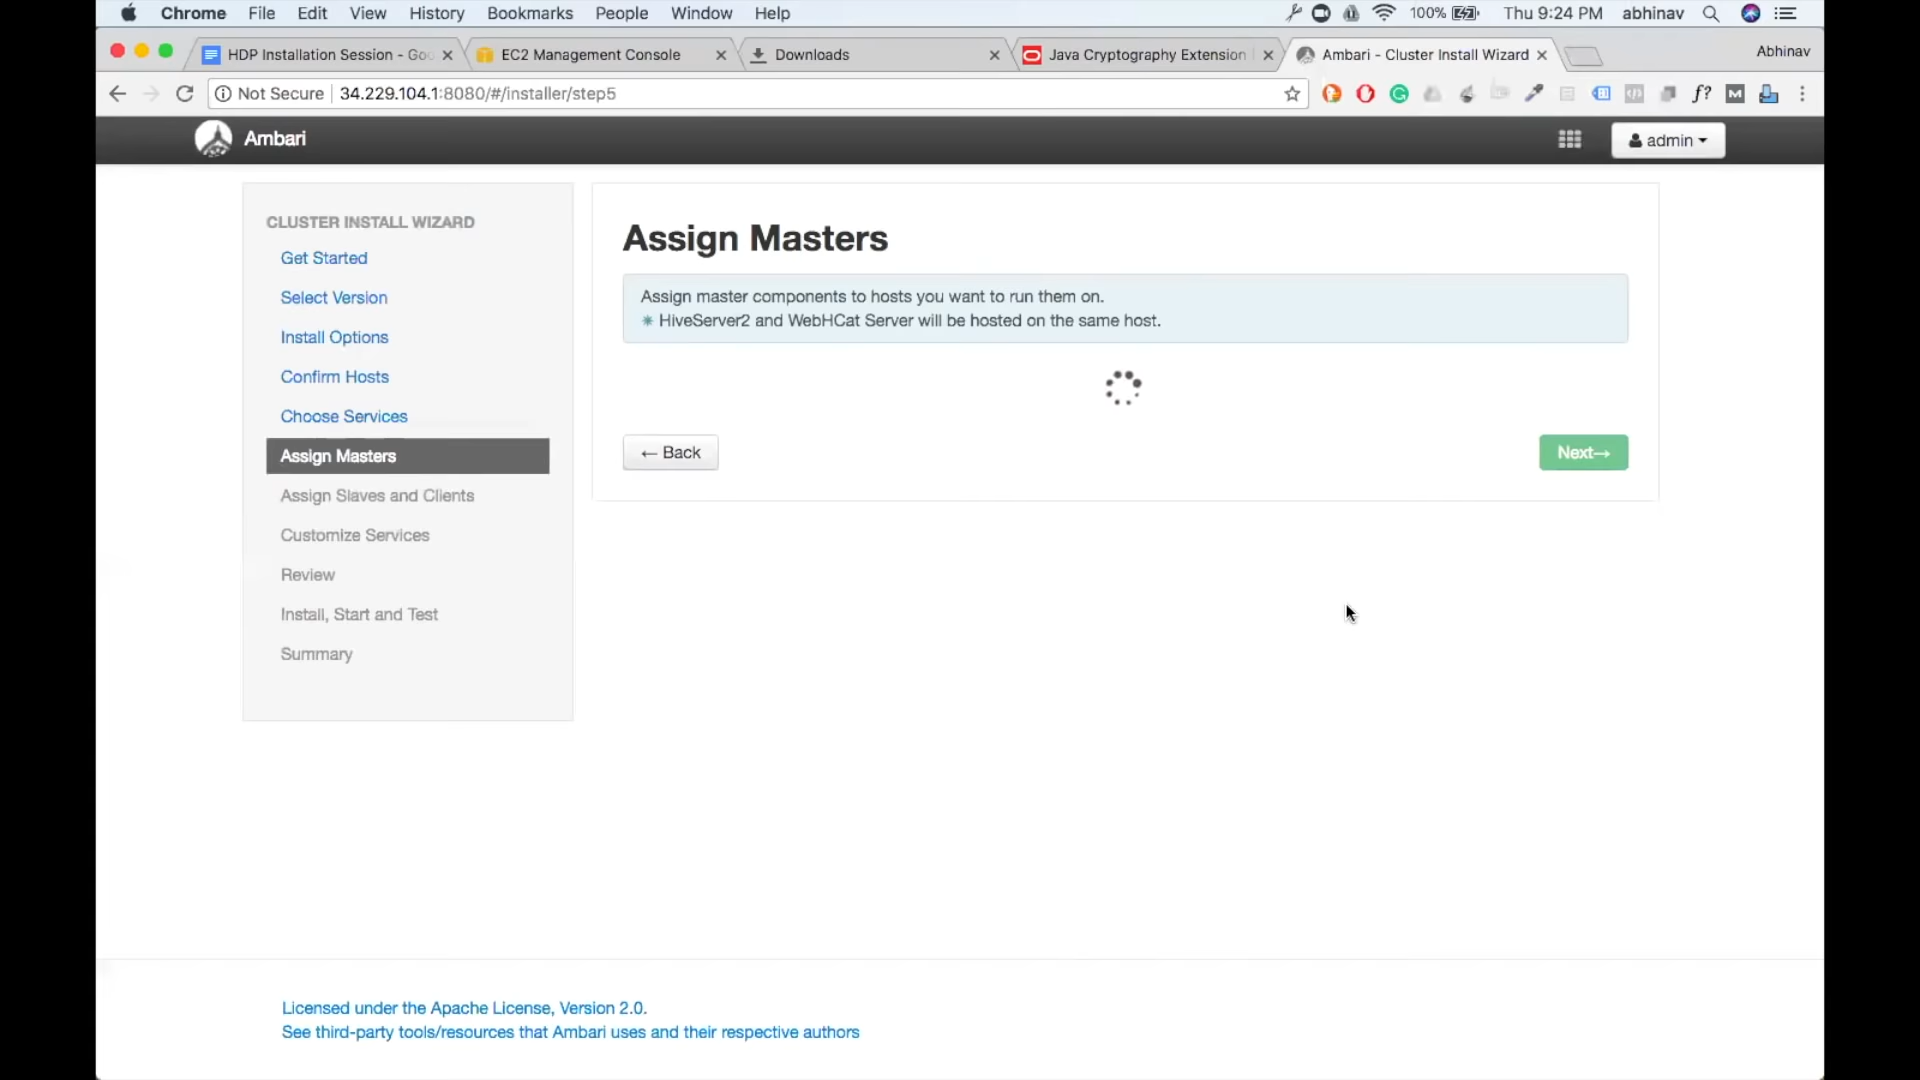 Chrome File Edit View History Bookmarks People Window Help 100% Thu 9:24 PM abhinav
HDP Installation Session - Goo EC2 Management Console Downloads Java Cryptography Extension Ambari - Cluster Install Wizard Abhinav
Not Secure 34.229.104.1:8080/#/installer/step5 f? M
Ambari admin
CLUSTER INSTALL WIZARD
Get Started
Select Version
Install Options
Confirm Hosts
Choose Services
Assign Masters
Assign Slaves and Clients
Customize Services
Review
Install, Start and Test
Summary
Assign Masters
Assign master components to hosts you want to run them on.
✵ HiveServer2 and WebHCat Server will be hosted on the same host.
← Back Next→
Licensed under the Apache License, Version 2.0.
See third-party tools/resources that Ambari uses and their respective authors